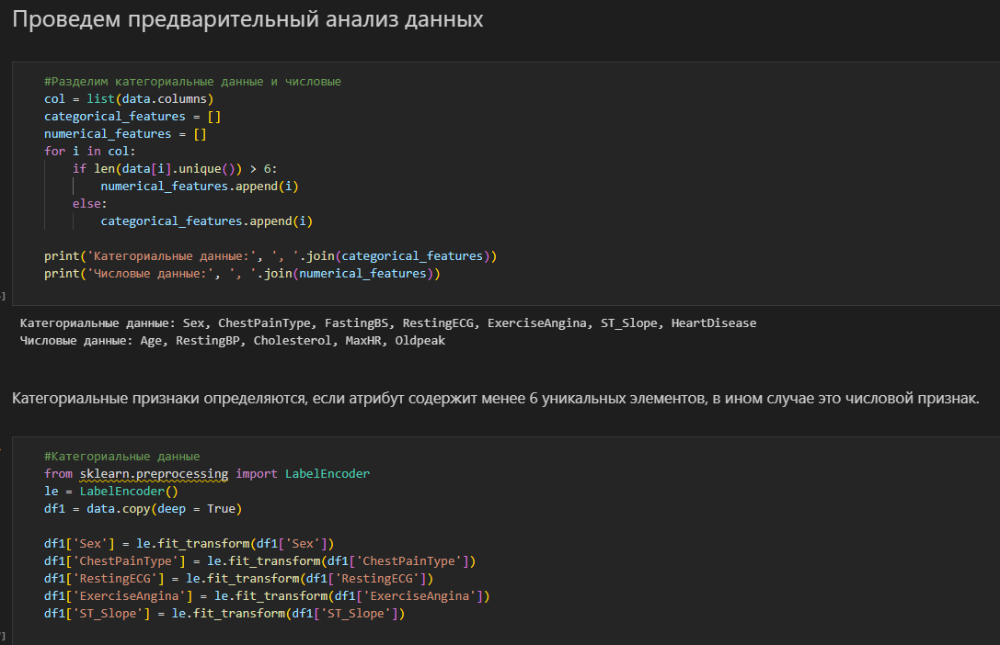 Проведем предварительный анализ данных
#Разделим категориальные данные и числовые
col = list(data.columns)
categorical_features = []
numerical_features = []
for i in col:
    if len(data[i].unique()) > 6:
        numerical_features.append(i)
    else:
        categorical_features.append(i)
print('Категориальные данные:', ', '.join(categorical_features))
print('Числовые данные:', ', '.join(numerical_features))
Категориальные данные: Sex, ChestPainType, FastingBS, RestingECG, ExerciseAngina, ST_Slope, HeartDisease
Числовые данные: Age, RestingBP, Cholesterol, MaxHR, Oldpeak
Категориальные признаки определяются, если атрибут содержит менее 6 уникальных элементов, в ином случае это числовой признак.
#Категориальные данные
from sklearn.preprocessing import LabelEncoder
le = LabelEncoder()
df1 = data.copy(deep = True)
df1['Sex'] = le.fit_transform(df1['Sex'])
df1['ChestPainType'] = le.fit_transform(df1['ChestPainType'])
df1['RestingECG'] = le.fit_transform(df1['RestingECG'])
df1['ExerciseAngina'] = le.fit_transform(df1['ExerciseAngina'])
df1['ST_Slope'] = le.fit_transform(df1['ST_Slope'])